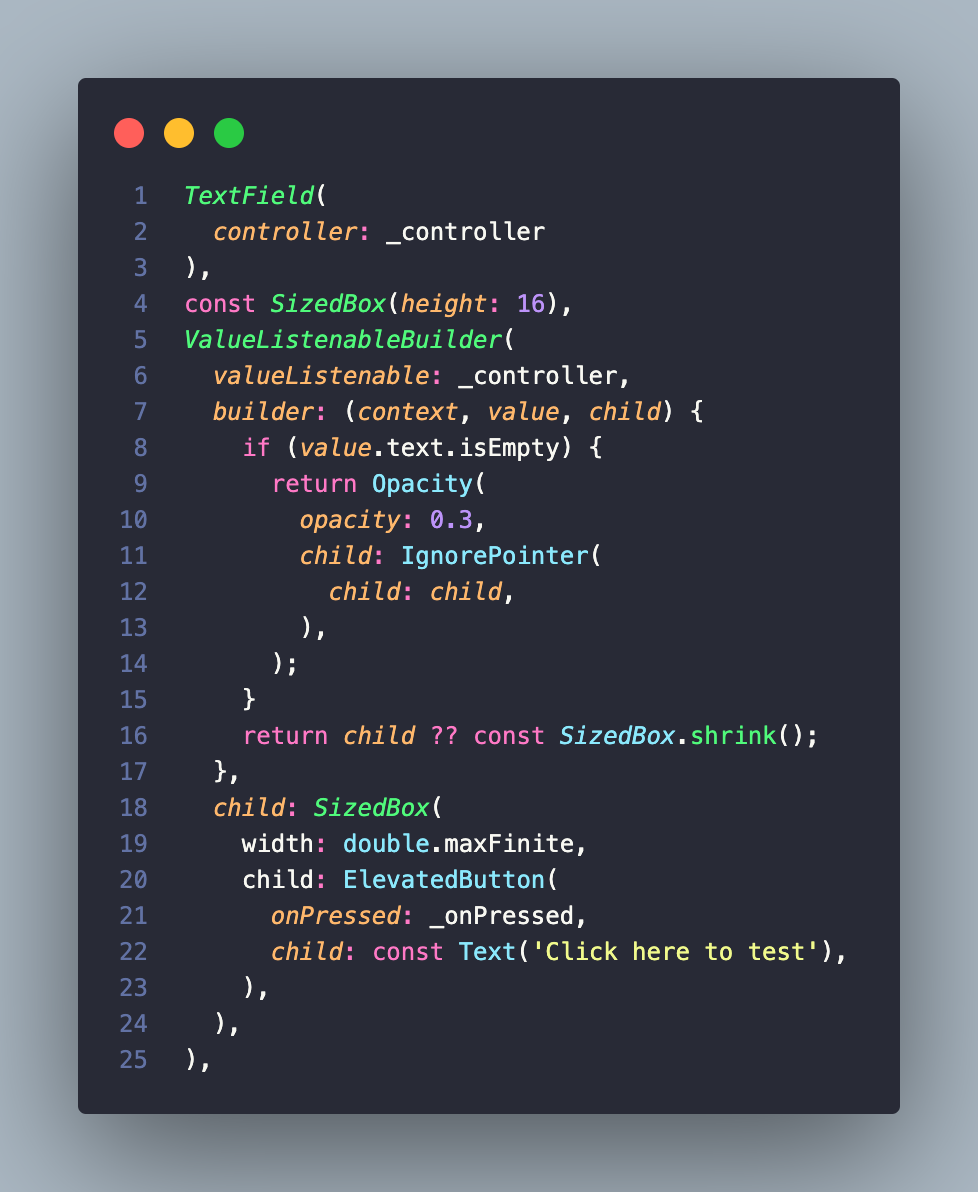 1 TextField(
2   controller: _controller
3 ),
4 const SizedBox(height: 16),
5 ValueListenableBuilder(
6   valueListenable: _controller,
7   builder: (context, value, child) {
8     if (value.text.isEmpty) {
9       return Opacity(
10         opacity: 0.3,
11         child: IgnorePointer(
12           child: child,
13         ),
14       );
15     }
16     return child ?? const SizedBox.shrink();
17   },
18   child: SizedBox(
19     width: double.maxFinite,
20     child: ElevatedButton(
21       onPressed: _onPressed,
22       child: const Text('Click here to test'),
23     ),
24   ),
25 ),